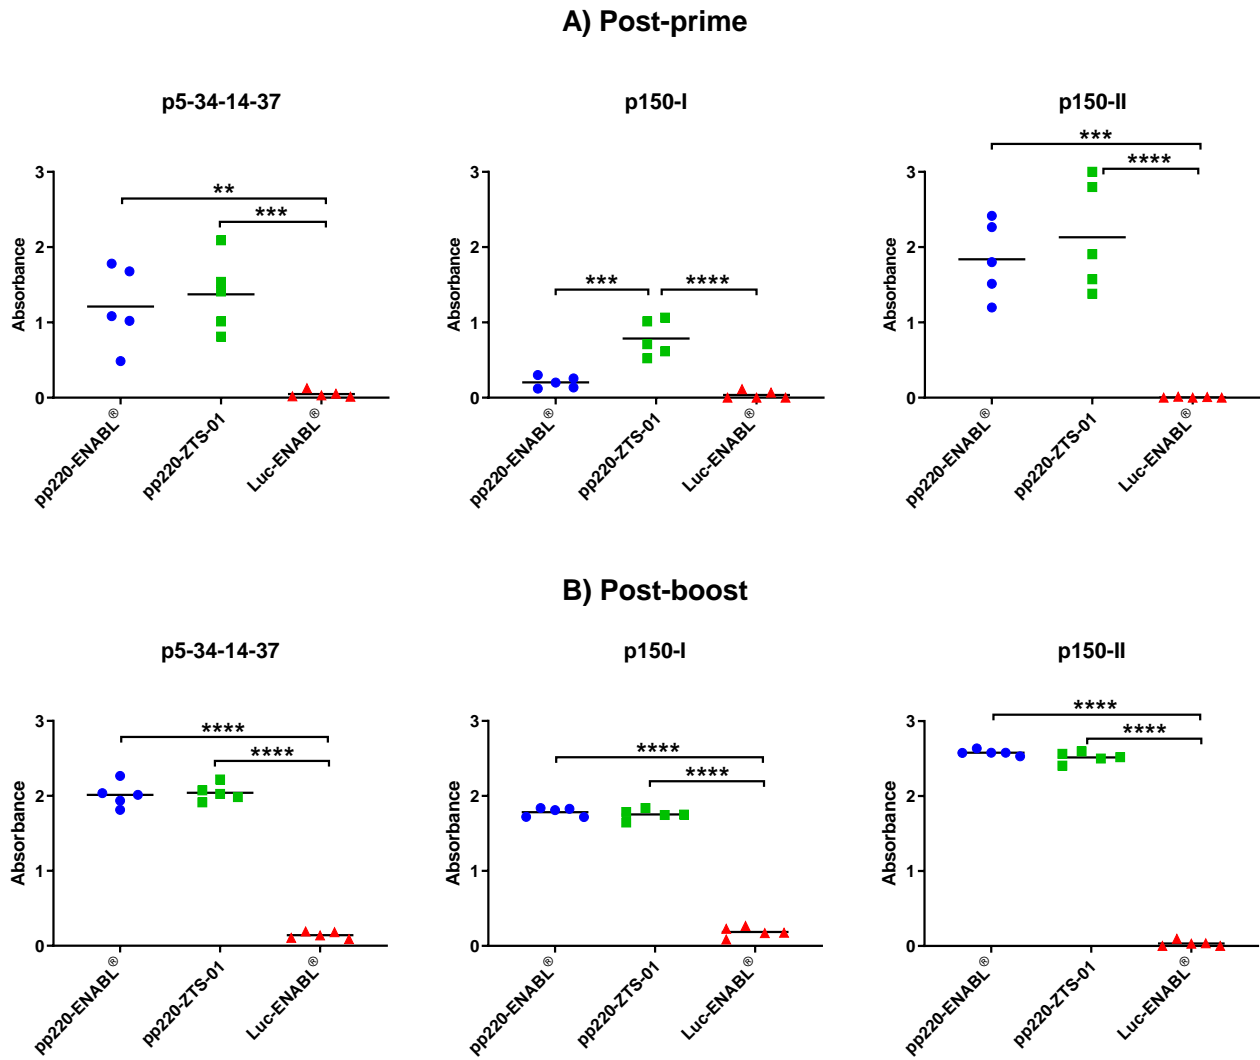 A) Post-prime
p5-34-14-37
p150-I
p150-II
Absorbance
3
2
1
0
**
***
pp220-ENABL®
pp220-ZTS-01
Luc-ENABL®
Absorbance
3
2
1
0
***
****
pp220-ENABL®
pp220-ZTS-01
Luc-ENABL®
Absorbance
3
2
1
0
***
****
pp220-ENABL®
pp220-ZTS-01
Luc-ENABL®
B) Post-boost
p5-34-14-37
p150-I
p150-II
Absorbance
3
2
1
0
****
****
pp220-ENABL®
pp220-ZTS-01
Luc-ENABL®
Absorbance
3
2
1
0
****
****
pp220-ENABL®
pp220-ZTS-01
Luc-ENABL®
Absorbance
3
2
1
0
****
****
pp220-ENABL®
pp220-ZTS-01
Luc-ENABL®